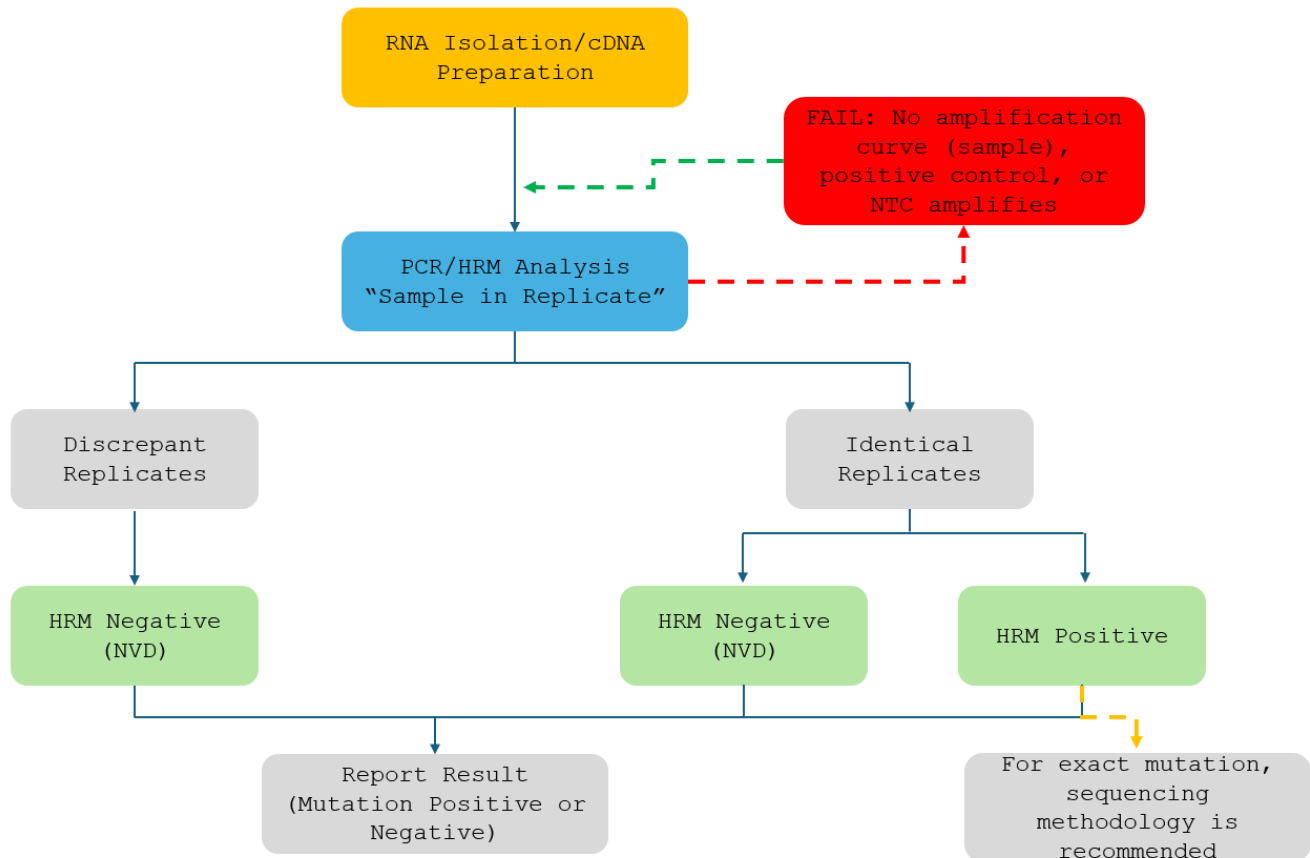 RNA Isolation/cDNA
Preparation
FAIL: No amplification
curve (sample),
positive control, or
NTC amplifies
PCR/HRM Analysis
“Sample in Replicate”
Discrepant
Replicates
Identical
Replicates
HRM Negative
(NVD)
HRM Negative
(NVD)
HRM Positive
Report Result
(Mutation Positive or
Negative)
For exact mutation,
sequencing
methodology is
recommended